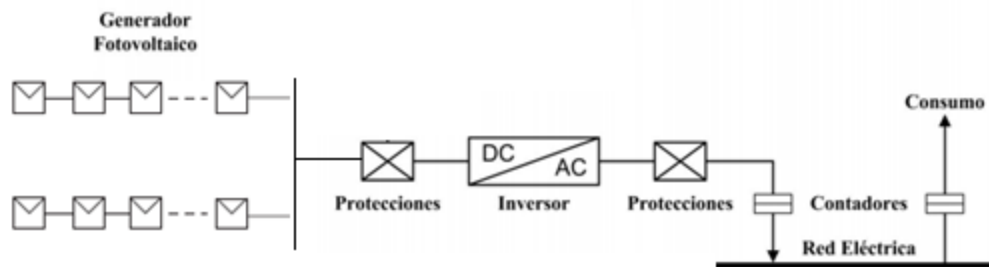 Generador
Fotovoltaico
Consumo
DC
AC
Protecciones
Inversor
Protecciones
Contadores
Red Eléctrica